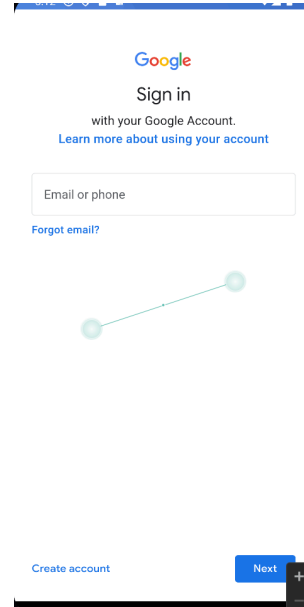 Google
Sign in
with your Google Account.
Learn more about using your account
Email or phone
Forgot email?
Create account
Next